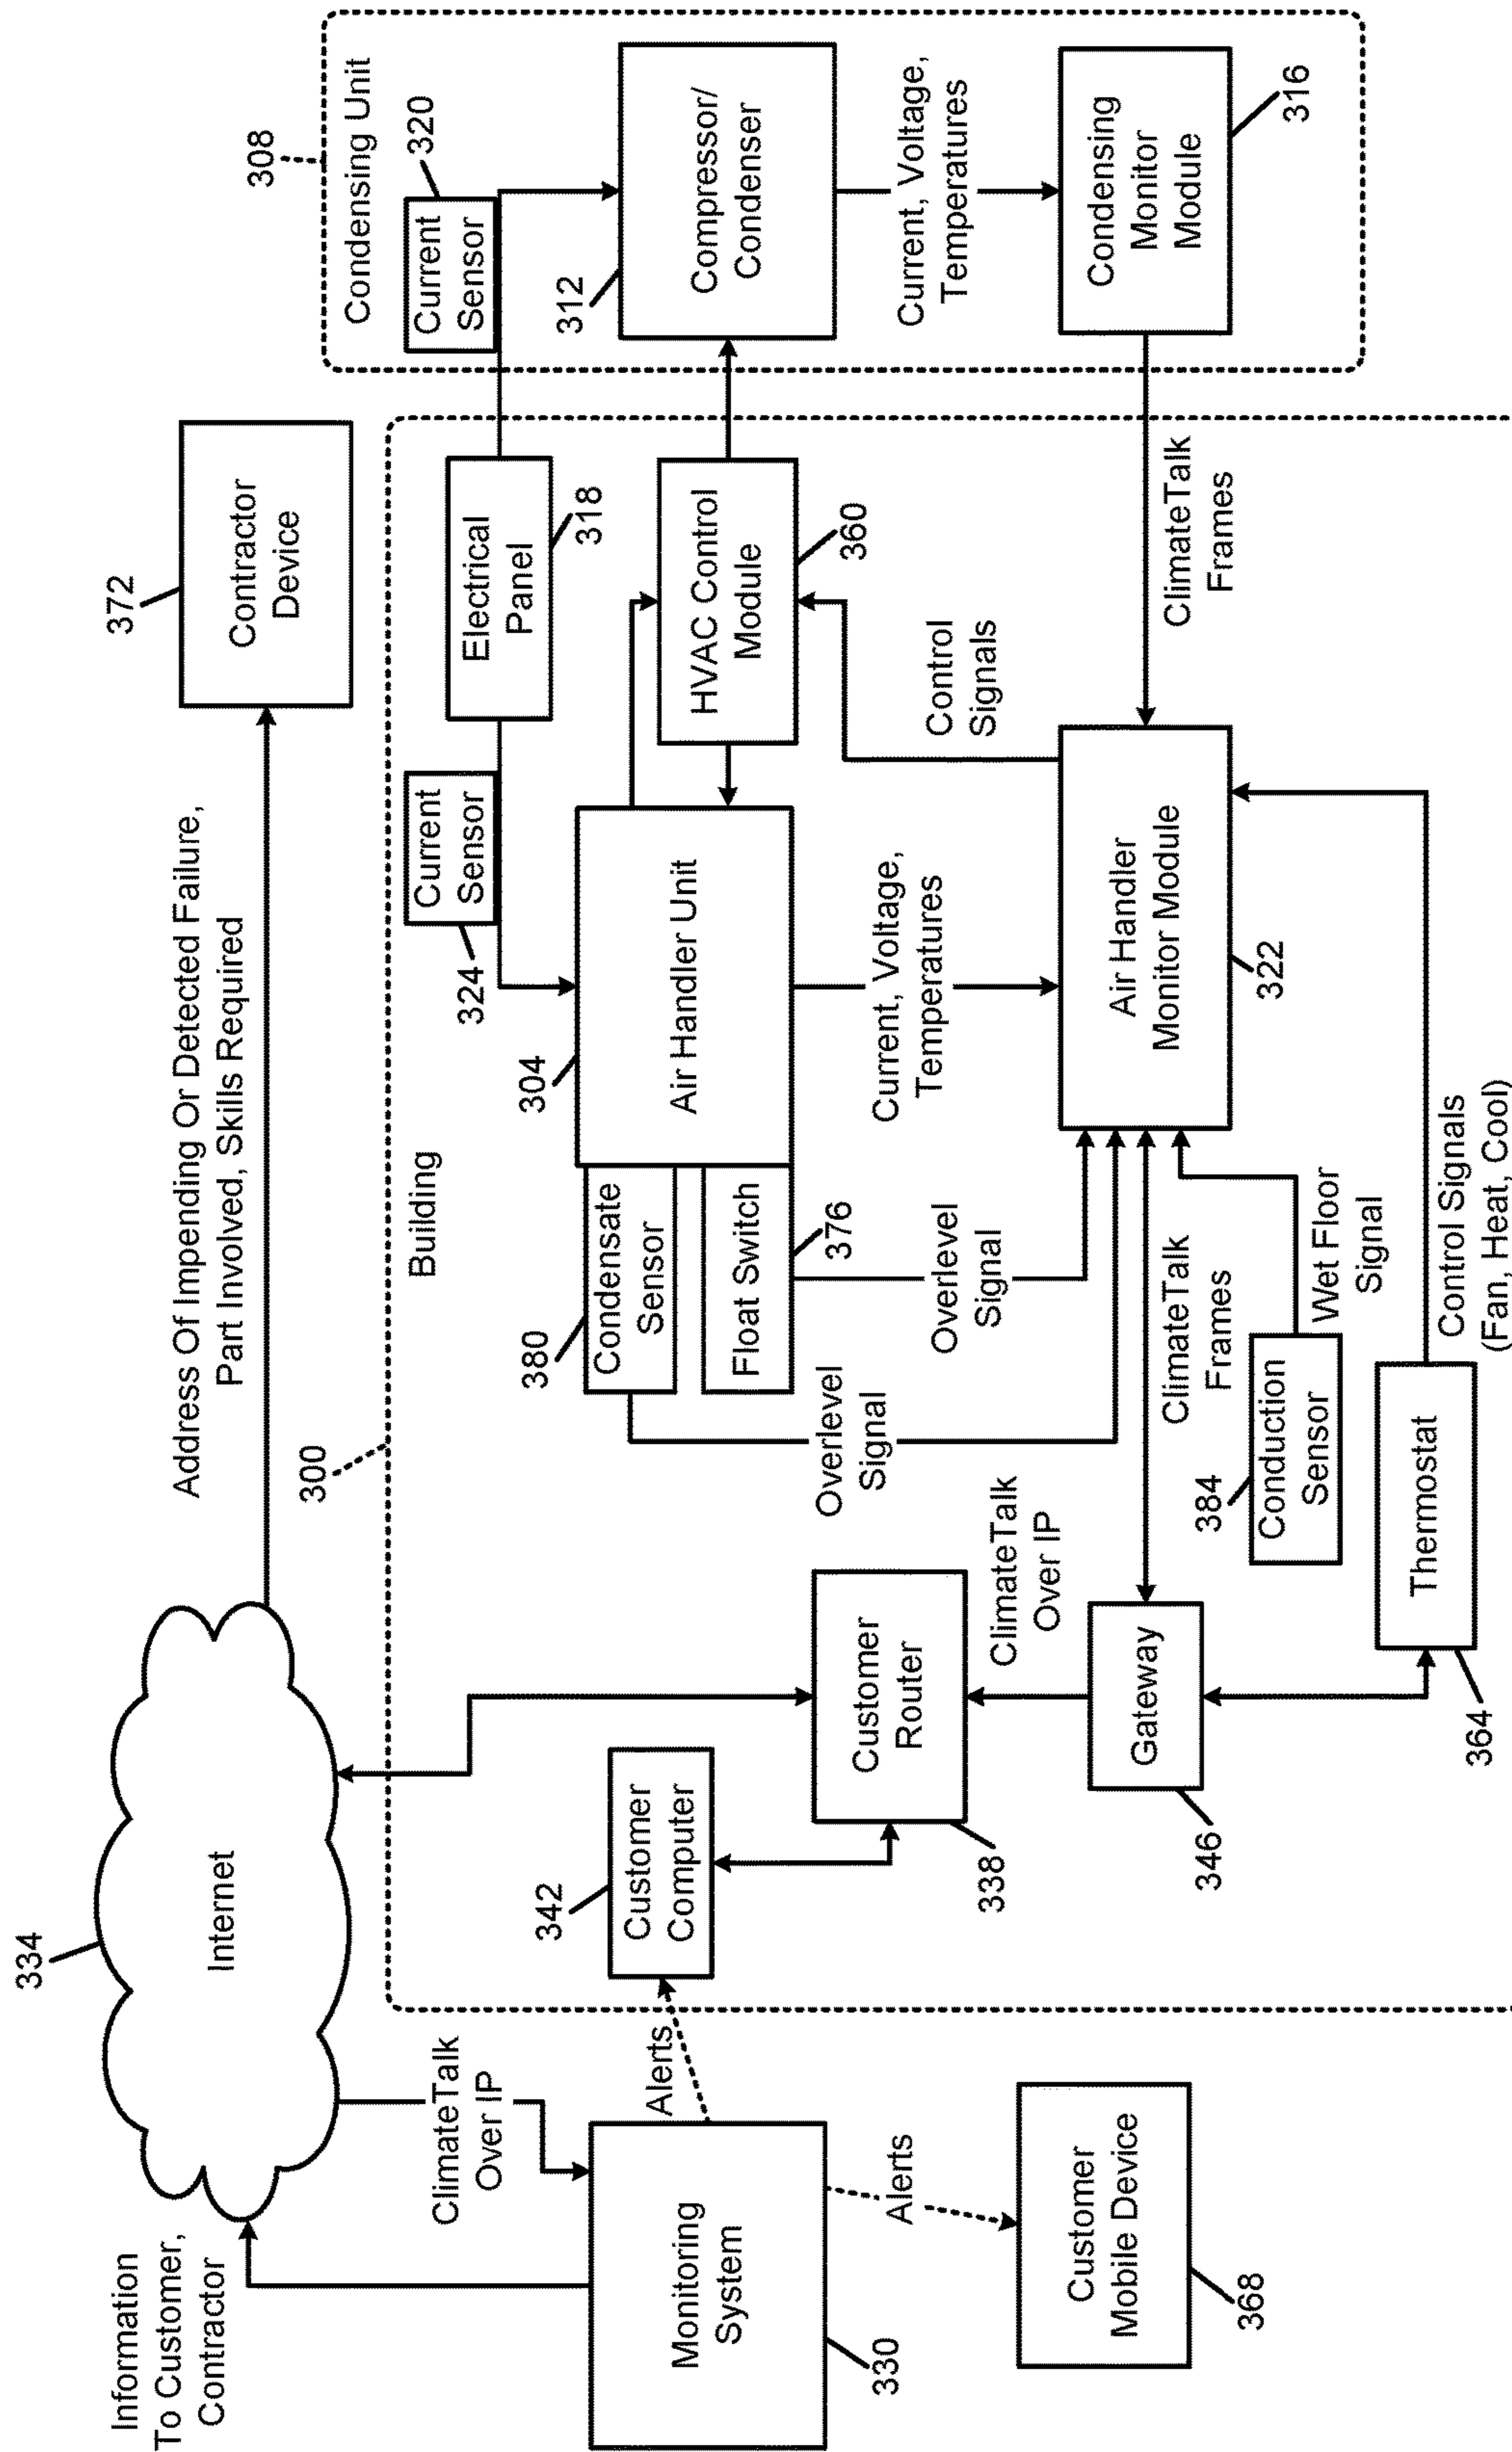 Information
To Customer,
Contractor
334
Internet
Address Of Impending Or Detected Failure,
Part Involved, Skills Required
372
Contractor
Device
308
Condensing Unit
ClimateTalk
Over IP
Alerts
Monitoring
System
330
Alerts
Customer
Mobile Device
368
300
Building
342
Customer
Computer
Customer
Router
338
ClimateTalk
Over IP
Gateway
346
Thermostat
364
Control Signals
(Fan, Heat, Cool)
384
Conduction
Sensor
Wet Floor
Signal
ClimateTalk
Frames
Overlevel
Signal
Overlevel
Signal
380
Condensate
Sensor
Float Switch
376
304
Air Handler Unit
324
Current
Sensor
Current, Voltage,
Temperatures
Air Handler
Monitor Module
322
Control
Signals
Electrical
Panel
318
HVAC Control
Module
360
ClimateTalk
Frames
Current
Sensor
320
312
Compressor/
Condenser
Current, Voltage,
Temperatures
Condensing
Monitor
Module
316